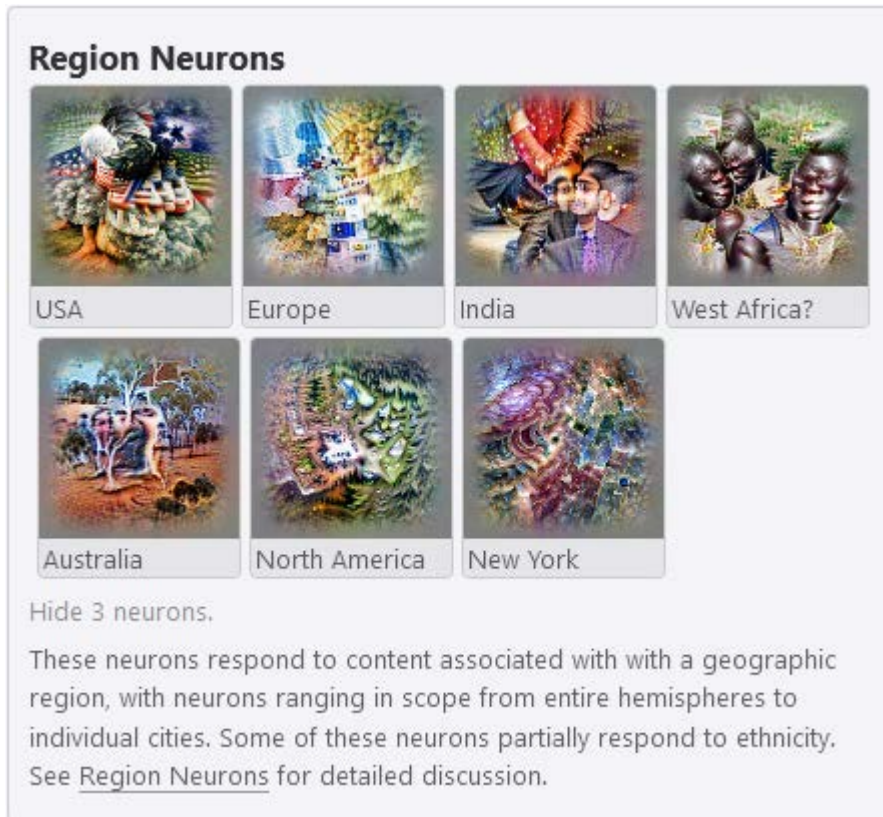 Region Neurons
USA
Europe
India
West Africa?
Australia
North America
New York
Hide 3 neurons.
These neurons respond to content associated with with a geographic
region, with neurons ranging in scope from entire hemispheres to
individual cities. Some of these neurons partially respond to ethnicity.
See Region Neurons for detailed discussion.